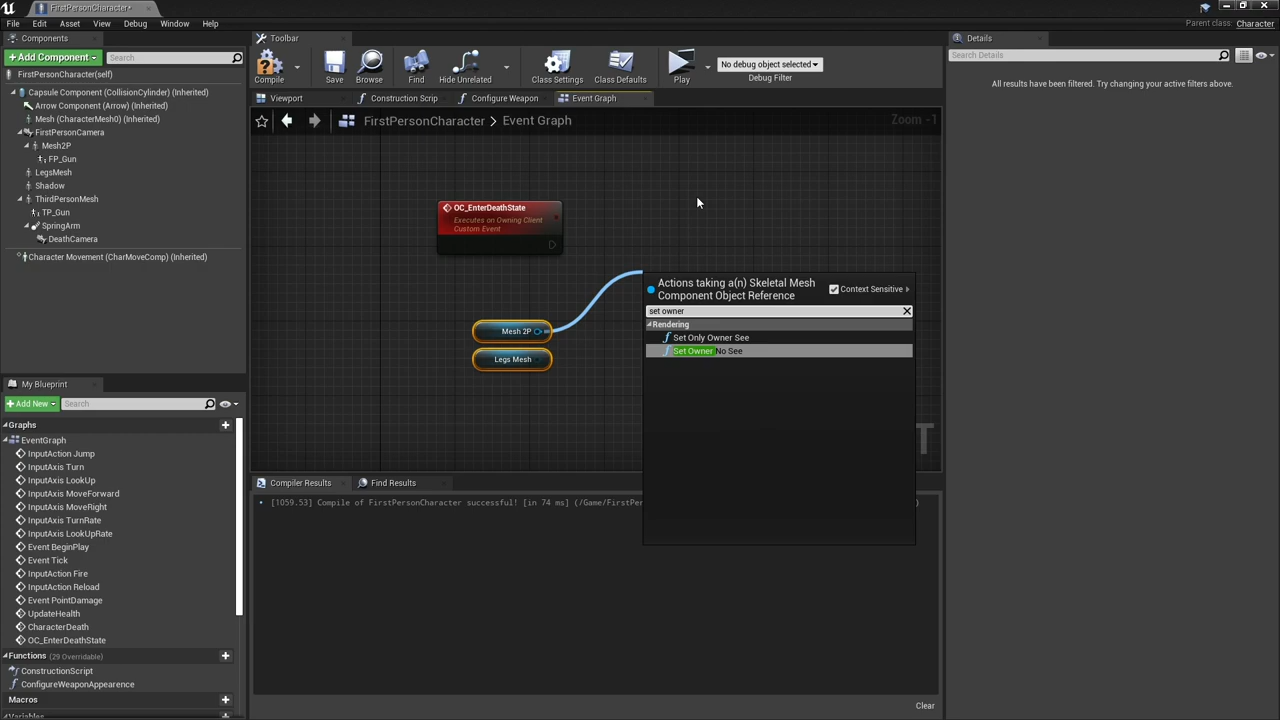 FirstPersonCharacter*
File Edit Asset View Debug Window Help
Parent class: Character
Components
Add Component
Search
FirstPersonCharacter(self)
Capsule Component (CollisionCylinder) (Inherited)
Arrow Component (Arrow) (Inherited)
Mesh (CharacterMesh0) (Inherited)
FirstPersonCamera
Mesh2P
FP_Gun
LegsMesh
Shadow
ThirdPersonMesh
TP_Gun
SpringArm
DeathCamera
Character Movement (CharMoveComp) (Inherited)
My Blueprint
Add New
Search
Graphs
EventGraph
InputAction Jump
InputAxis Turn
InputAxis LookUp
InputAxis MoveForward
InputAxis MoveRight
InputAxis TurnRate
InputAxis LookUpRate
Event BeginPlay
Event Tick
InputAction Fire
InputAction Reload
Event PointDamage
UpdateHealth
CharacterDeath
OC_EnterDeathState
Functions (29 Overridable)
ConstructionScript
ConfigureWeaponAppearence
Macros
Toolbar
Compile
Save
Browse
Find
Hide Unrelated
Class Settings
Class Defaults
Play
No debug object selected
Debug Filter
Viewport
Construction Scrip
Configure Weapon
Event Graph
FirstPersonCharacter > Event Graph
Zoom -1
OC_EnterDeathState
Executes on Owning Client
Custom Event
Mesh 2P
Legs Mesh
Actions taking a(n) Skeletal Mesh
Component Object Reference
Context Sensitive
set owner
Rendering
Set Only Owner See
Set Owner No See
Compiler Results
Find Results
[1059.53] Compile of FirstPersonCharacter successful! [in 74 ms] (/Game/FirstPer
Clear
Details
Search Details
All results have been filtered. Try changing your active filters above.